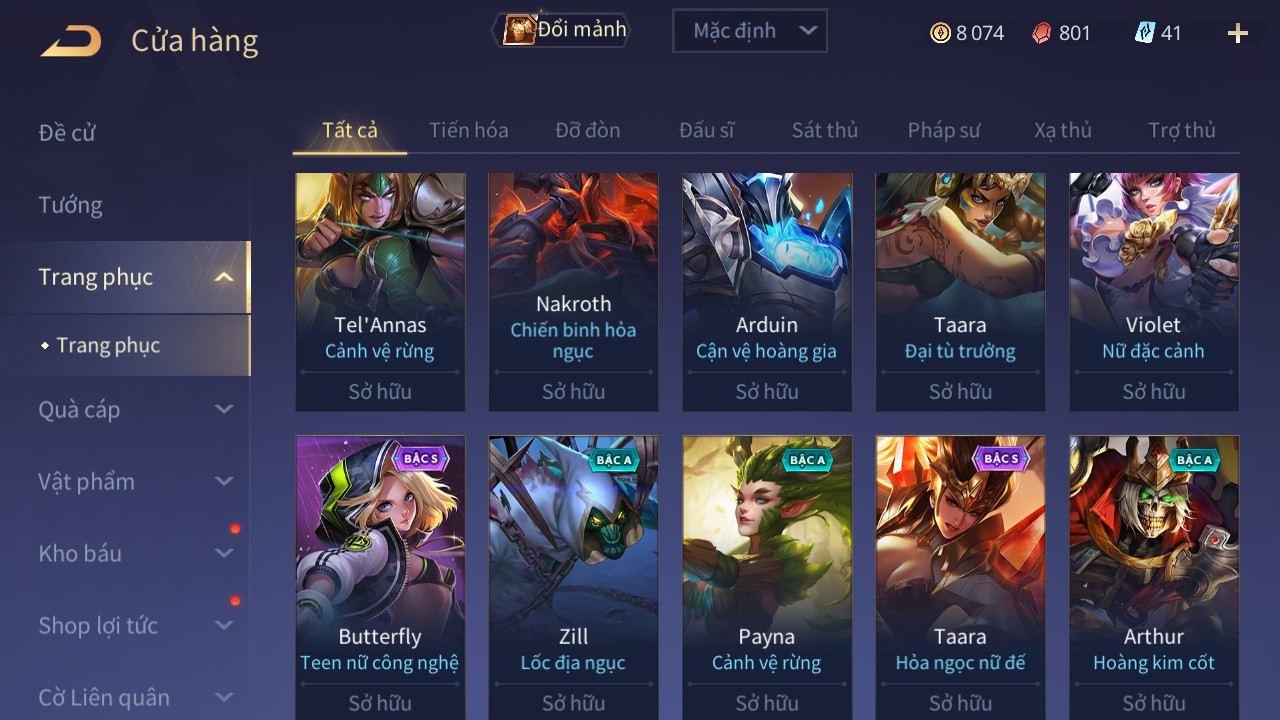 Cửa hàng
Đổi mảnh
Mặc định
8 074
801
41
Đề cử
Tướng
Trang phục
Trang phục
Quà cáp
Vật phẩm
Kho báu
Shop lợi tức
Cờ Liên quân
Tất cả
Tiến hóa
Đỡ đòn
Đấu sĩ
Sát thủ
Pháp sư
Xạ thủ
Trợ thủ
Tel'Annas
Cảnh vệ rừng
Sở hữu
Nakroth
Chiến binh hỏa
ngục
Sở hữu
Arduin
Cận vệ hoàng gia
Sở hữu
Taara
Đại tù trưởng
Sở hữu
Violet
Nữ đặc cảnh
Sở hữu
BẬC S
Butterfly
Teen nữ công nghệ
Sở hữu
BẬC A
Zill
Lốc địa ngục
Sở hữu
BẬC A
Payna
Cảnh vệ rừng
Sở hữu
BẬC S
Taara
Hỏa ngọc nữ đế
Sở hữu
BẬC A
Arthur
Hoàng kim cốt
Sở hữu